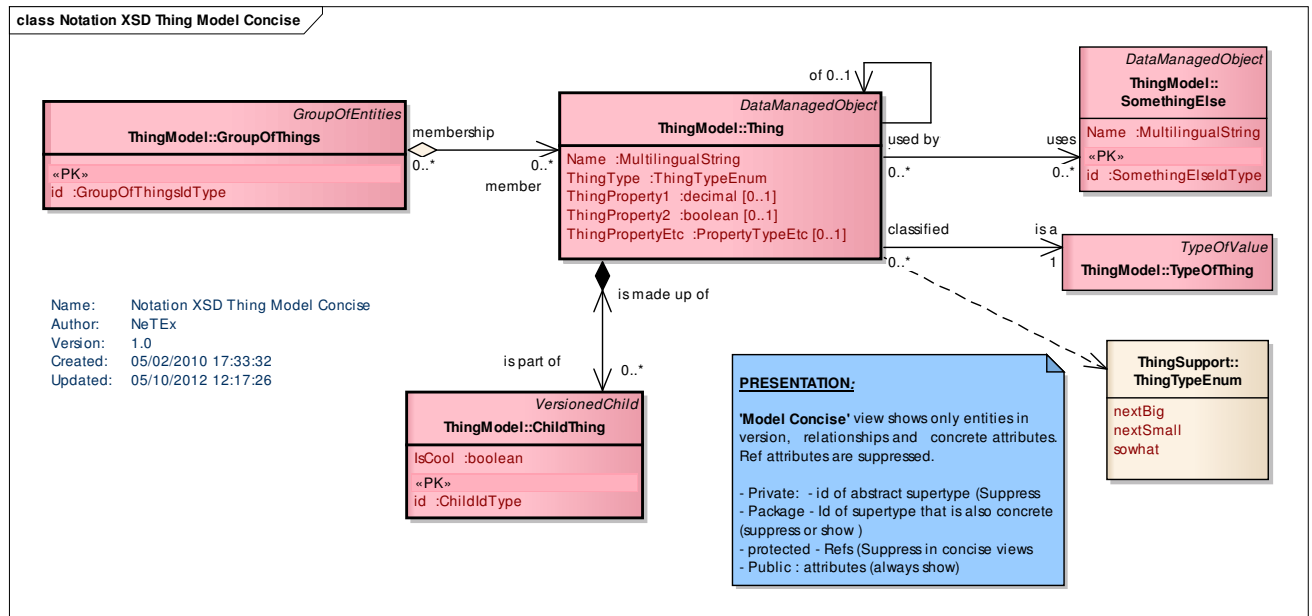 class Notation XSD Thing Model Concise
GroupOfEntities
ThingModel::GroupOfThings
«PK»
id :GroupOfThingsIdType
membership
0..*
0..*
member
of 0..1
DataManagedObject
ThingModel::Thing
Name :MultilingualString
ThingType :ThingTypeEnum
ThingProperty1 :decimal [0..1]
ThingProperty2 :boolean [0..1]
ThingPropertyEtc :PropertyTypeEtc [0..1]
used by
0..*
uses
0..*
DataManagedObject
ThingModel::
SomethingElse
Name :MultilingualString
«PK»
id :SomethingElseIdType
classified
0..*
is a
1
TypeOfValue
ThingModel::TypeOfThing
is made up of
is part of
0..*
VersionedChild
ThingModel::ChildThing
IsCool :boolean
«PK»
id :ChildIdType
Name: Notation XSD Thing Model Concise
Author: NeTEx
Version: 1.0
Created: 05/02/2010 17:33:32
Updated: 05/10/2012 12:17:26
PRESENTATION:
'Model Concise' view shows only entities in
version, relationships and concrete attributes.
Ref attributes are suppressed.
- Private: - id of abstract supertype (Suppress
- Package - Id of supertype that is also concrete
(suppress or show )
- protected - Refs (Suppress in concise views
- Public : attributes (always show)
ThingSupport::
ThingTypeEnum
nextBig
nextSmall
sowhat